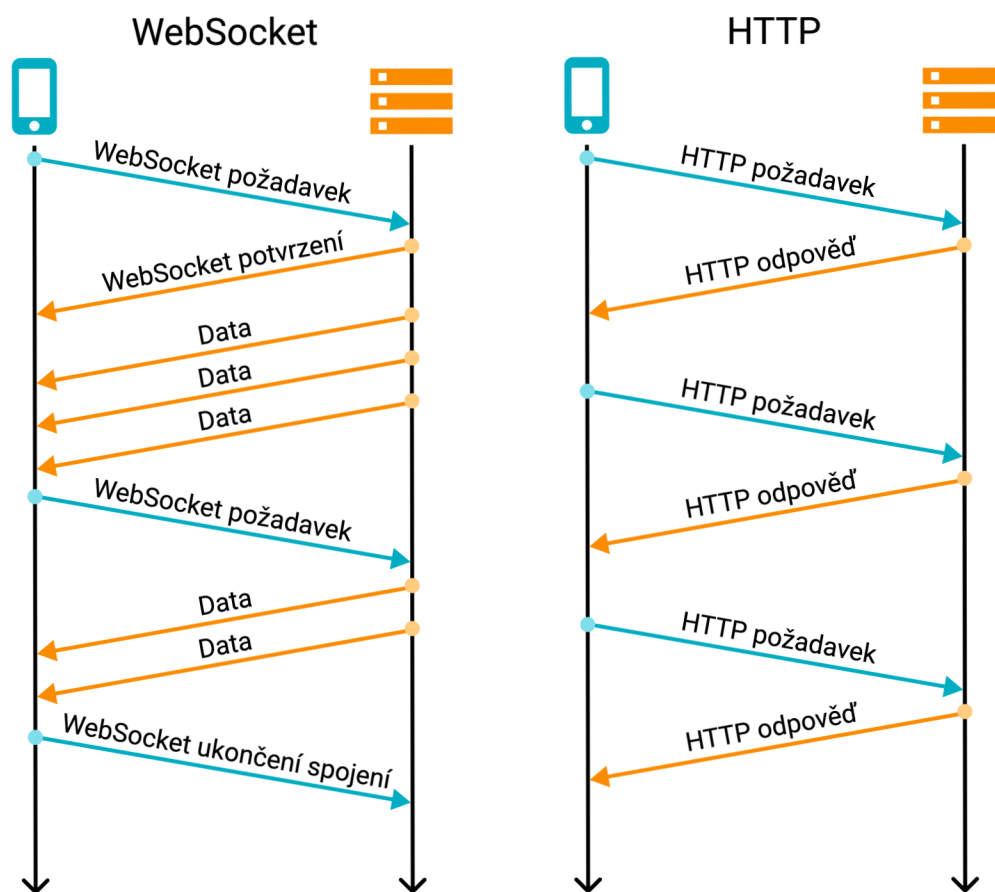 WebSocket
WebSocket požadavek
WebSocket potvrzení
Data
Data
Data
WebSocket požadavek
Data
Data
WebSocket ukončení spojení
HTTP
HTTP požadavek
HTTP odpověď
HTTP požadavek
HTTP odpověď
HTTP požadavek
HTTP odpověď